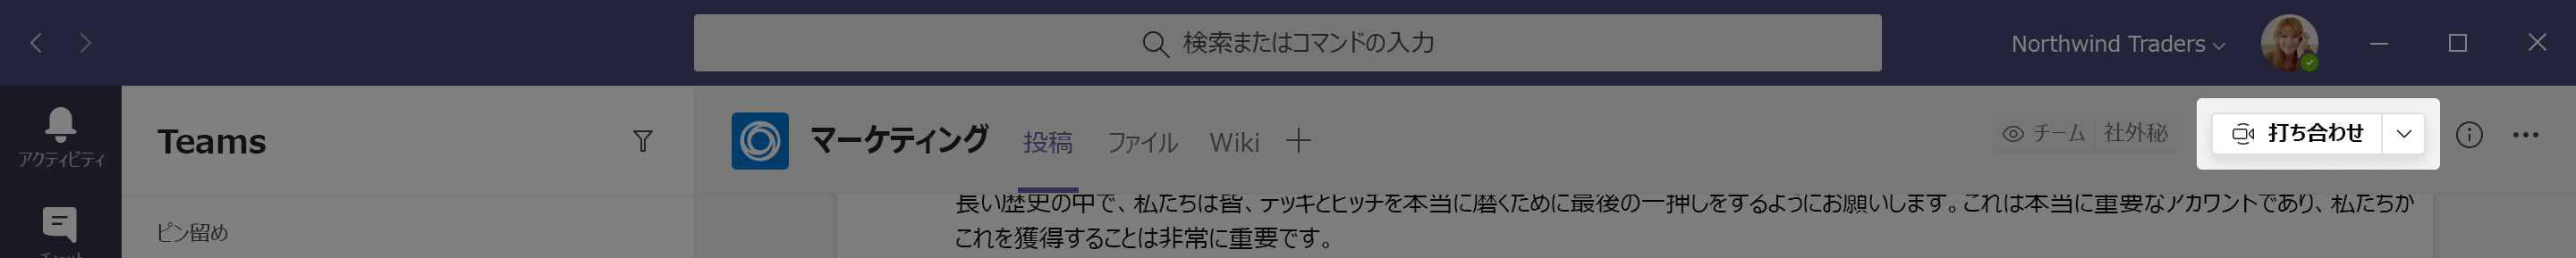 検索またはコマンドの入力
Northwind Traders
アクティビティ
Teams
マーケティング 投稿 ファイル Wiki
チーム 社外秘
打ち合わせ
ピン留め
長い歴史の中で、私たちは皆、デッキとピッチを本当に磨くために最後の一押しをするようにお願いします。これは本当に重要なアカウントであり、私たちが
これを獲得することは非常に重要です。